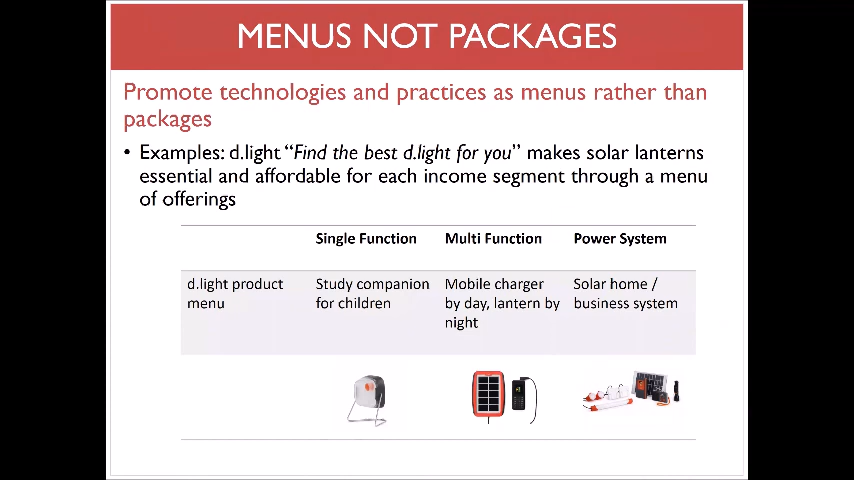 MENUS NOT PACKAGES
Promote technologies and practices as menus rather than
packages
• Examples: d.light “Find the best d.light for you” makes solar lanterns
essential and affordable for each income segment through a menu
of offerings
Single Function Multi Function Power System
d.light product Study companion Mobile charger Solar home /
menu for children by day, lantern by business system
night